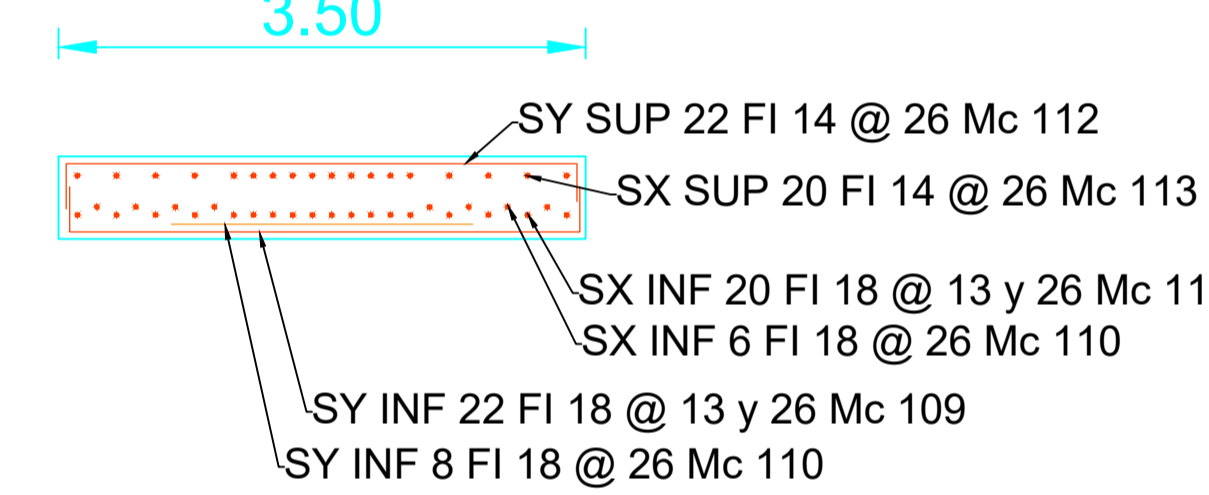 3.50
SY SUP 22 FI 14 @ 26 Mc 112
SX SUP 20 FI 14 @ 26 Mc 113
SX INF 20 FI 18 @ 13 y 26 Mc 11
SX INF 6 FI 18 @ 26 Mc 110
SY INF 22 FI 18 @ 13 y 26 Mc 109
SY INF 8 FI 18 @ 26 Mc 110